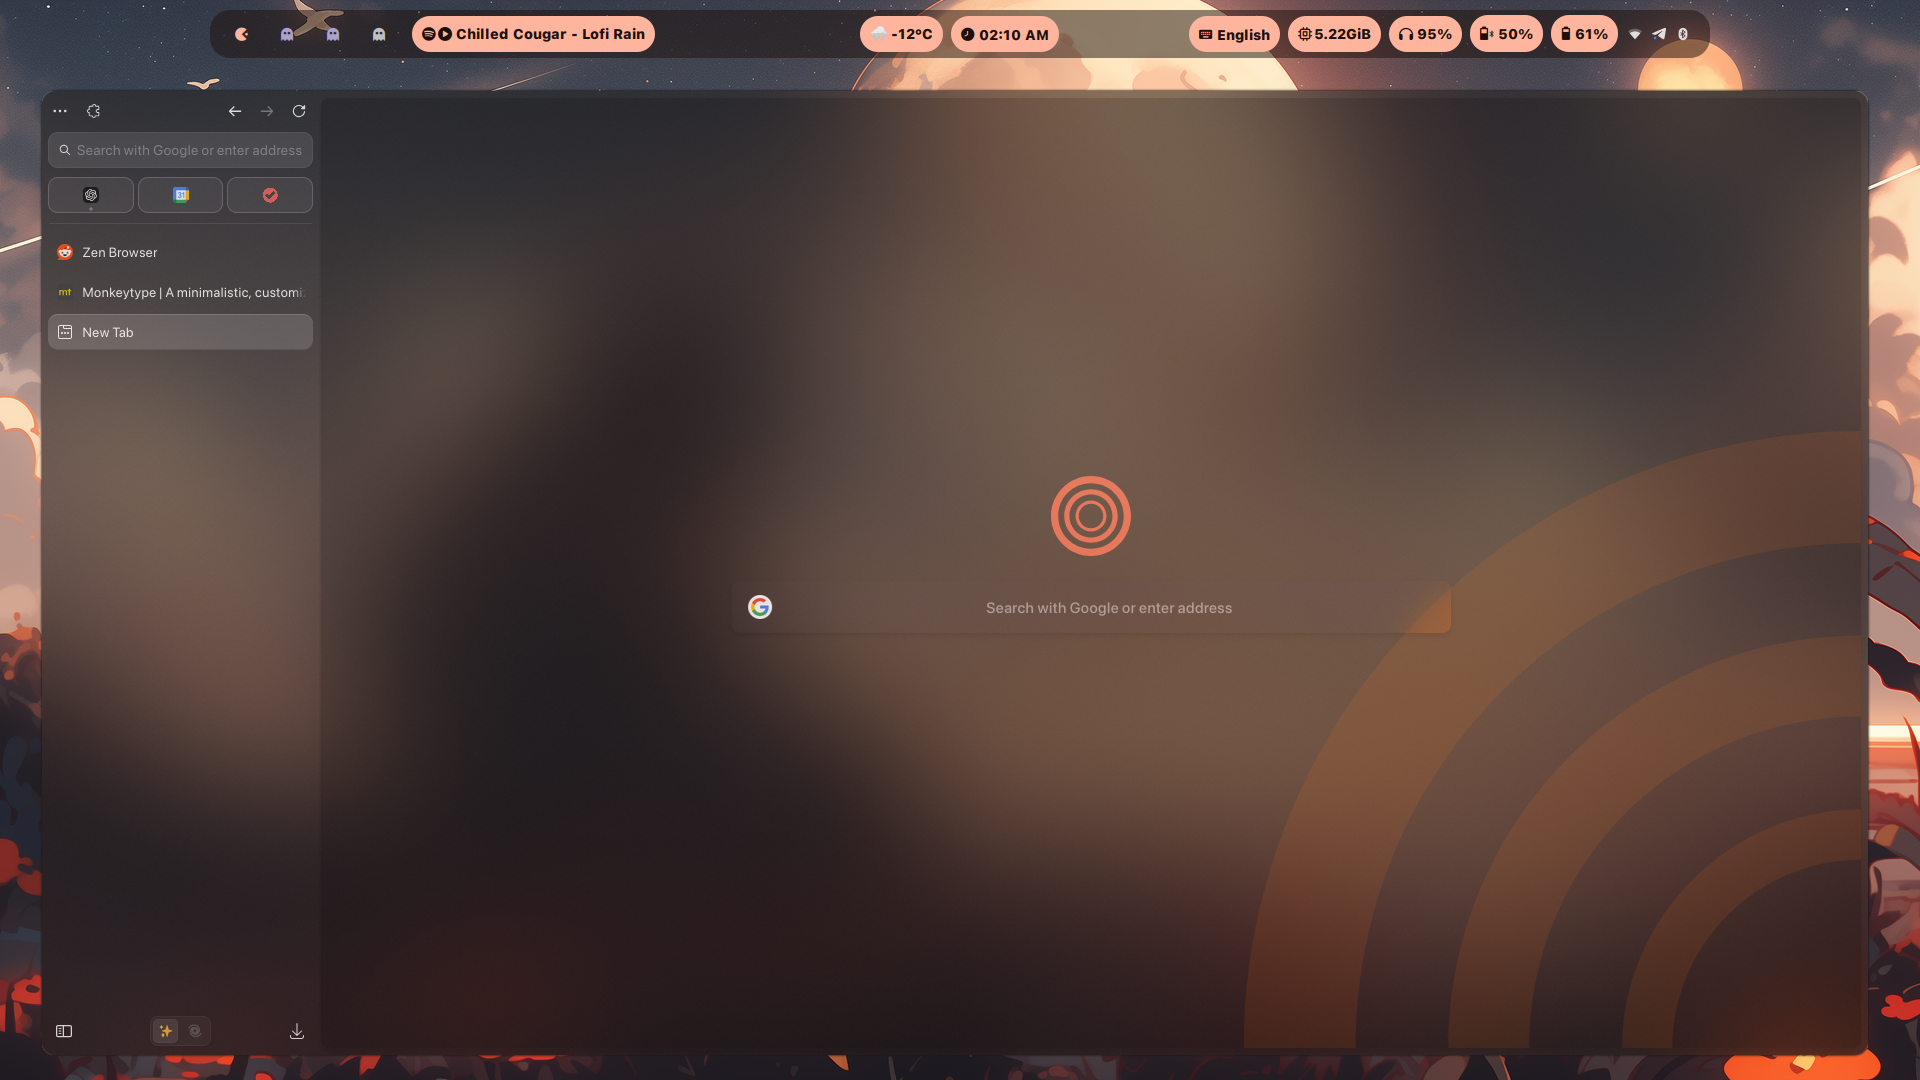 Chilled Cougar - Lofi Rain
-12°C
02:10 AM
English
5.22GiB
95%
50%
61%
Search with Google or enter address
31
Zen Browser
mt Monkeytype | A minimalistic, customi
New Tab
Search with Google or enter address